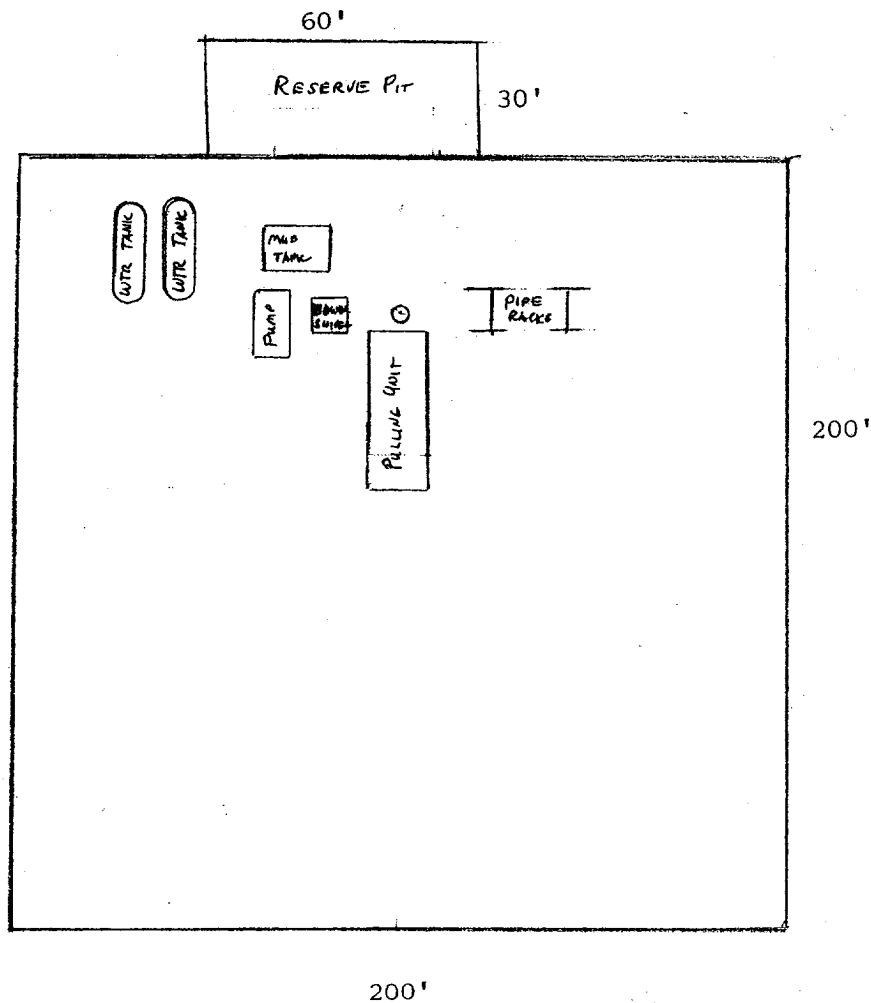 60'
RESERVE PIT
30'
WTR TANK
WTR TANK
MUD
TANK
PUMP
PIPE
RACKS
PULLING UNIT
200'
200'